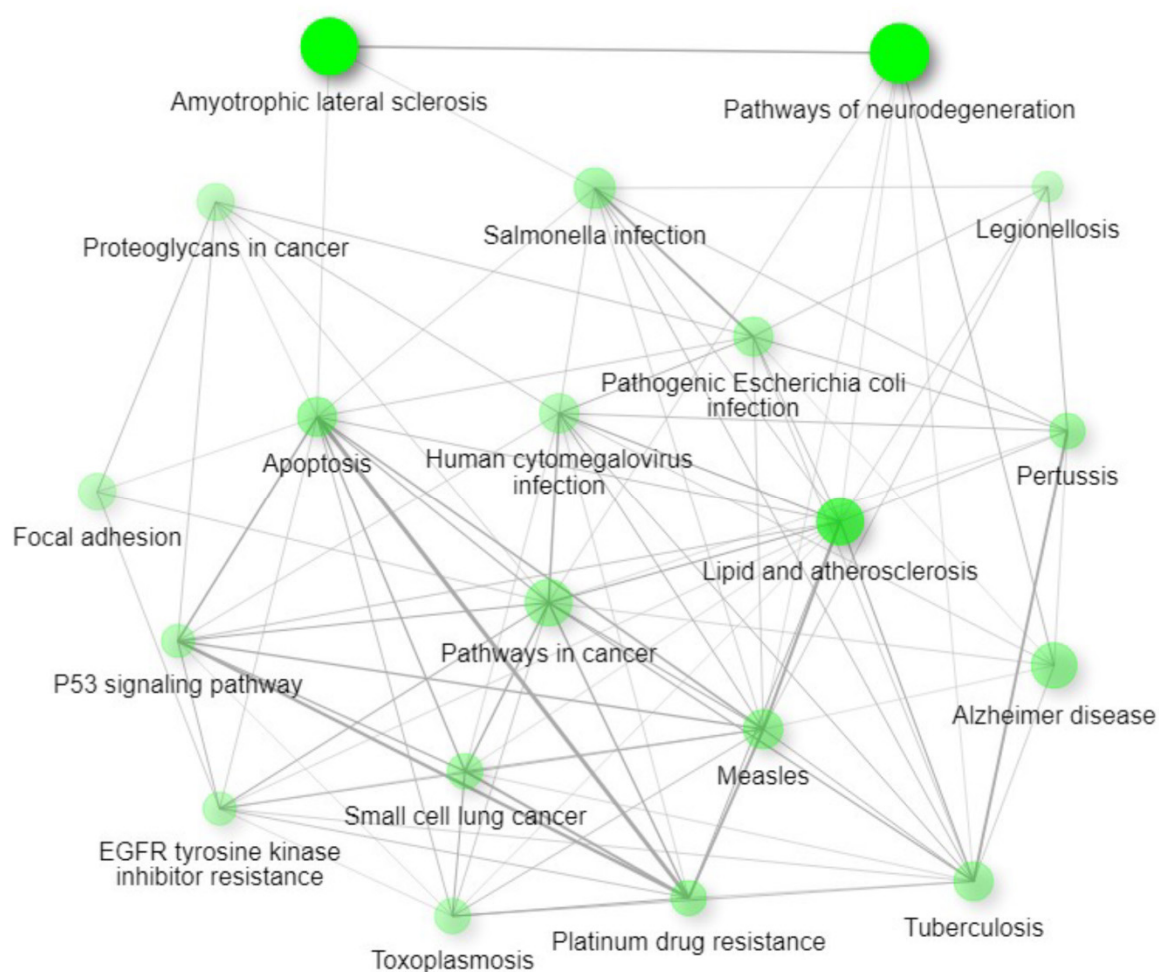 Amyotrophic lateral sclerosis
Pathways of neurodegeneration
Proteoglycans in cancer
Salmonella infection
Legionellosis
Pathogenic Escherichia coli
infection
Apoptosis
Human cytomegalovirus
infection
Pertussis
Focal adhesion
Lipid and atherosclerosis
Pathways in cancer
P53 signaling pathway
Alzheimer disease
Measles
Small cell lung cancer
EGFR tyrosine kinase
inhibitor resistance
Tuberculosis
Platinum drug resistance
Toxoplasmosis